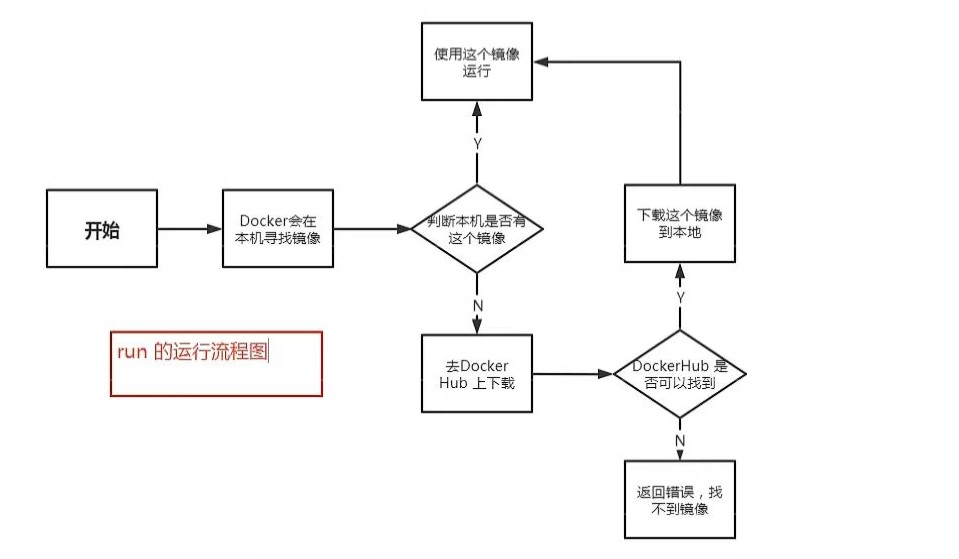 使用这个镜像
运行
Y
开始
Docker会在
本机寻找镜像
判断本机是否有
这个镜像
下载这个镜像
到本地
N
Y
run 的运行流程图
去Docker
Hub 上下载
DockerHub 是
否可以找到
N
返回错误，找
不到镜像